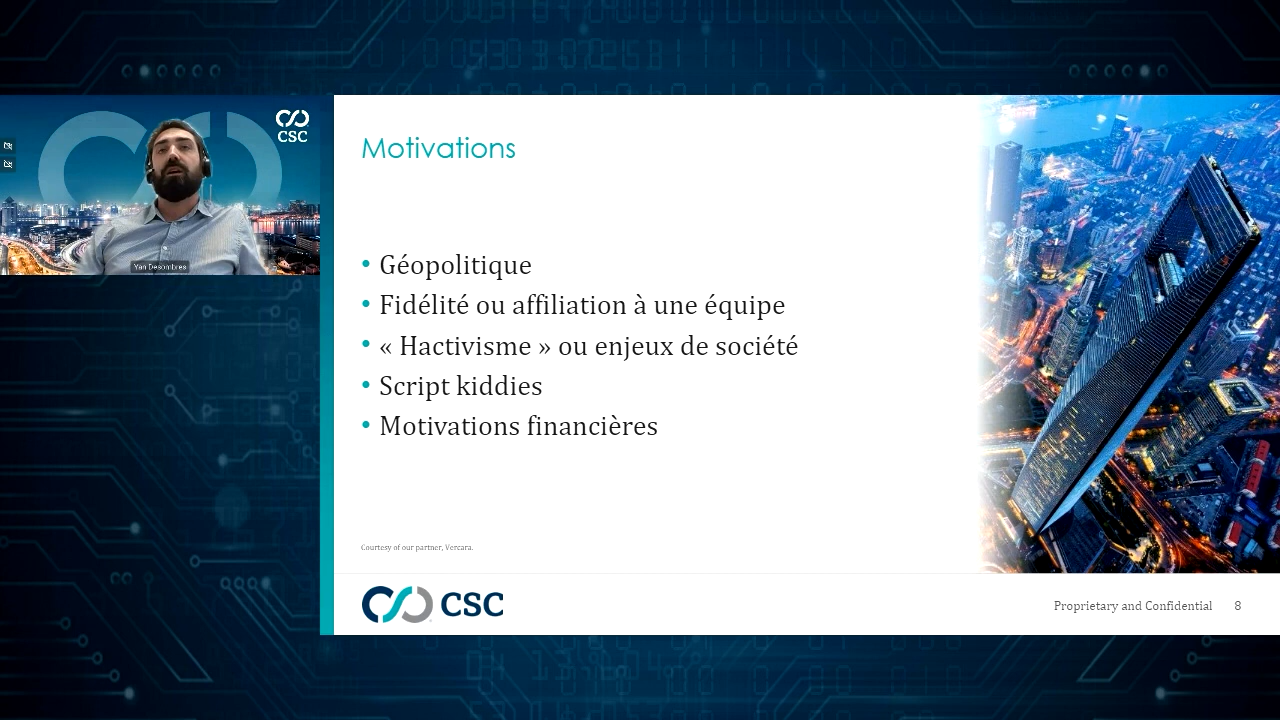 CSC
Yan Desombres
Motivations
• Géopolitique
• Fidélité ou affiliation à une équipe
• « Hactivisme » ou enjeux de société
• Script kiddies
• Motivations financières
Courtesy of our partner, Vercara.
CSC
Proprietary and Confidential 8